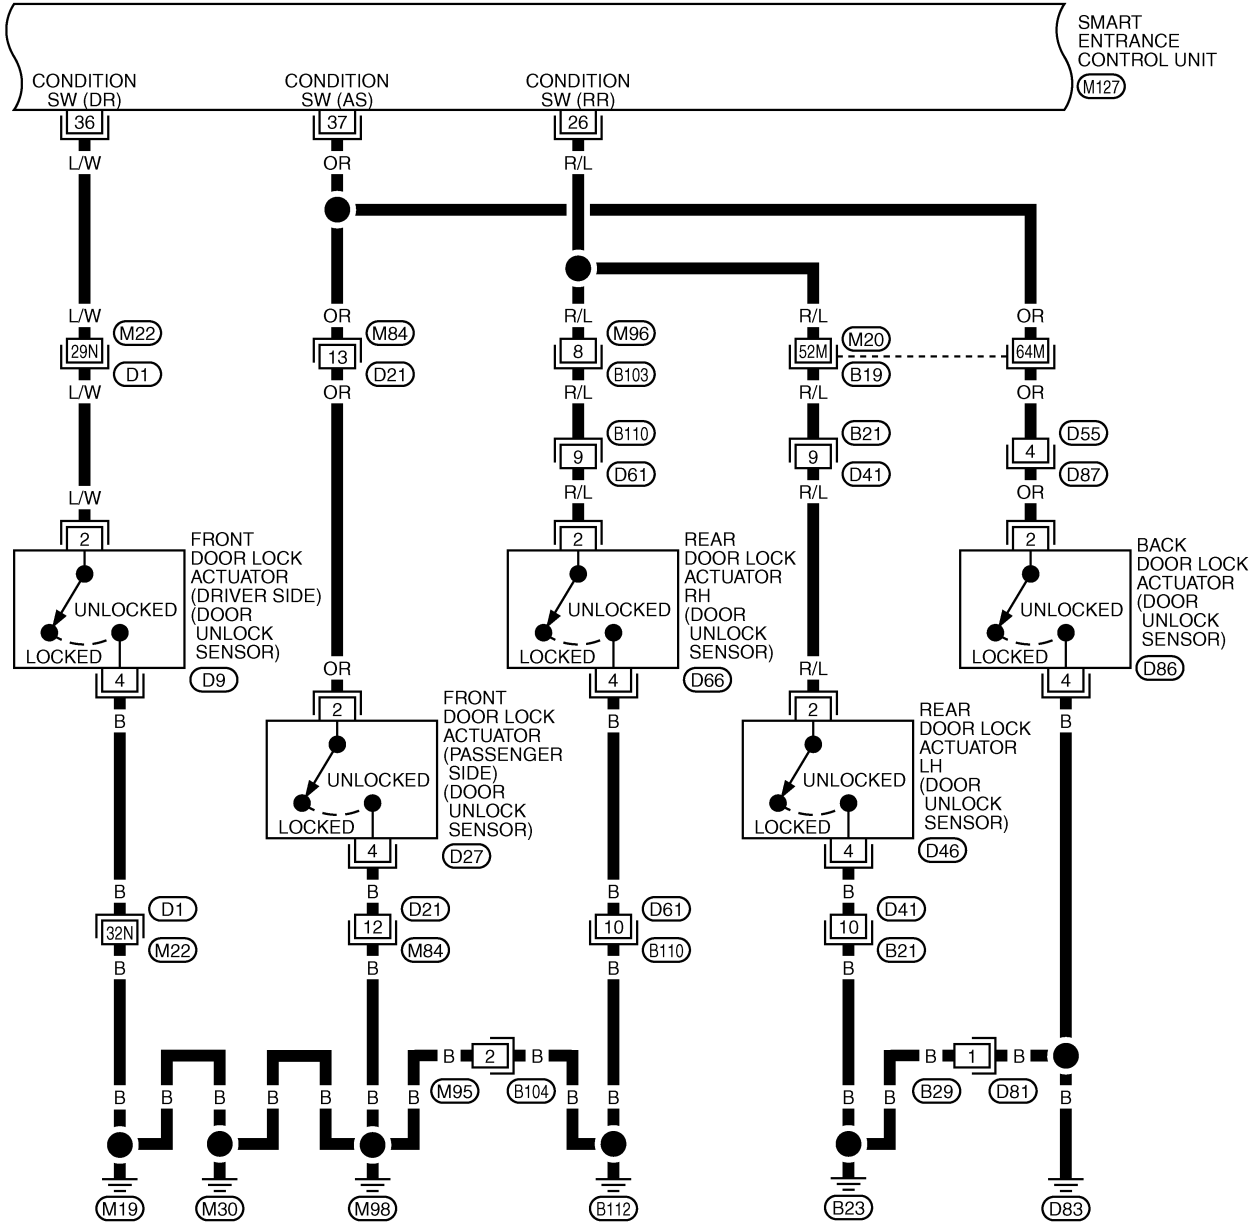 SMART
ENTRANCE
CONTROL UNIT
M127
CONDITION
SW (DR)
CONDITION
SW (AS)
CONDITION
SW (RR)
36
37
26
L/W
OR
R/L
L/W
OR
R/L
R/L
OR
29N
M22
D1
13
M84
D21
8
M96
B103
52M
M20
B19
64M
L/W
OR
R/L
R/L
OR
9
B110
D61
9
B21
D41
4
D55
D87
L/W
R/L
R/L
OR
2
UNLOCKED
LOCKED
4
FRONT
DOOR LOCK
ACTUATOR
(DRIVER SIDE)
(DOOR
UNLOCK
SENSOR)
D9
2
UNLOCKED
LOCKED
4
REAR
DOOR LOCK
ACTUATOR
RH
(DOOR
UNLOCK
SENSOR)
D66
2
UNLOCKED
LOCKED
4
BACK
DOOR LOCK
ACTUATOR
(DOOR
UNLOCK
SENSOR)
D86
OR
R/L
B
B
B
2
UNLOCKED
LOCKED
4
FRONT
DOOR LOCK
ACTUATOR
(PASSENGER
SIDE)
(DOOR
UNLOCK
SENSOR)
D27
2
UNLOCKED
LOCKED
4
REAR
DOOR LOCK
ACTUATOR
LH
(DOOR
UNLOCK
SENSOR)
D46
B
B
B
B
32N
D1
M22
12
D21
M84
10
D61
B110
10
D41
B21
B
B
B
B
B
2
B
M95
B104
B
1
B
B29
D81
B
B
B
B
B
B
B
B
B
B
B
B
B
M19
M30
M98
B112
B23
D83